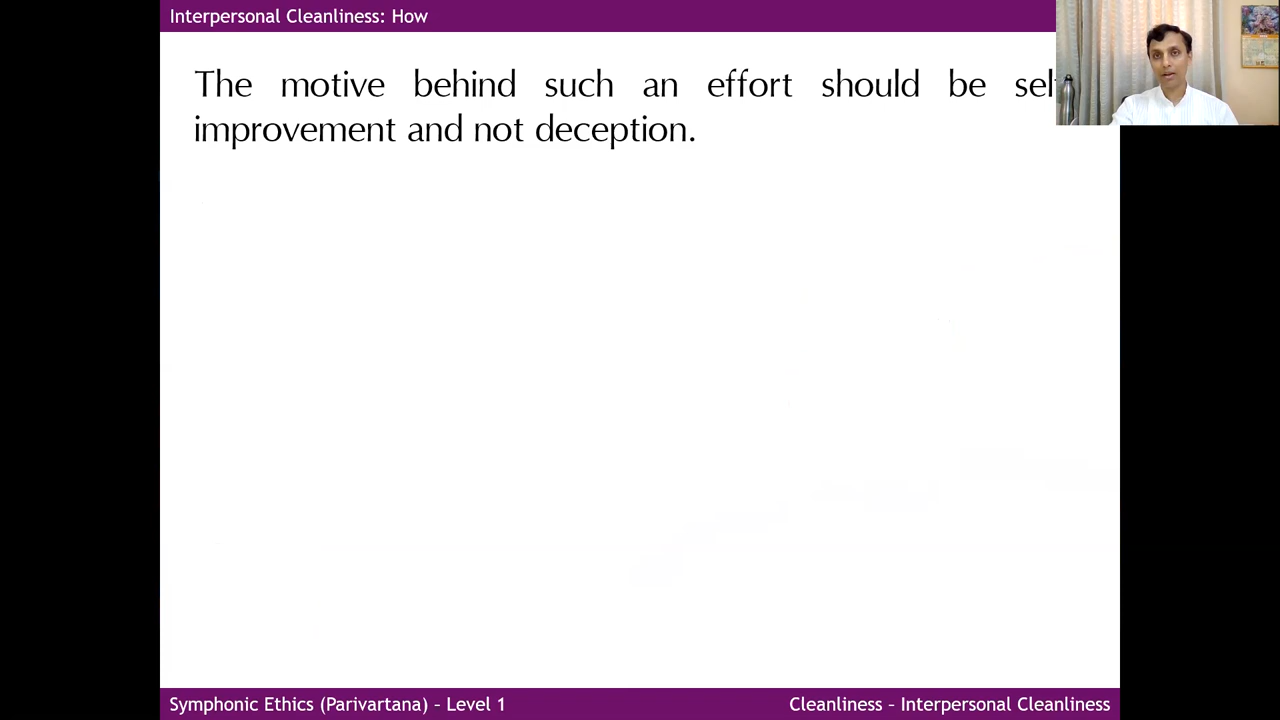 Interpersonal Cleanliness: How
The motive behind such an effort should be
improvement and not deception.
Symphonic Ethics (Parivartana) – Level 1
Cleanliness – Interpersonal Cleanliness